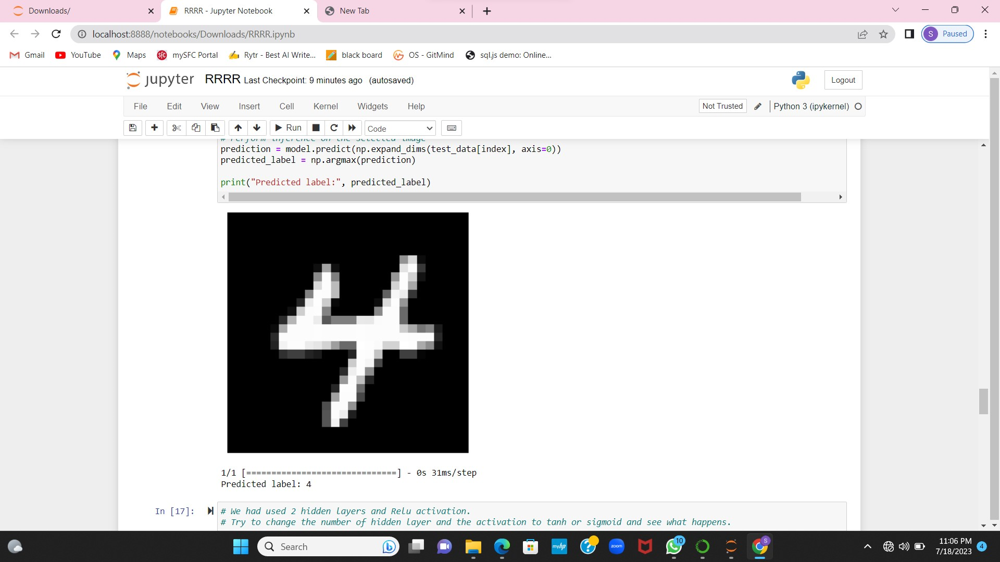 Downloads/
RRRR - Jupyter Notebook
New Tab
localhost:8888/notebooks/Downloads/RRRR.ipynb
S Paused
Gmail
YouTube
Maps
SFC mySFC Portal
Rytr - Best AI Write...
black board
OS - GitMind
sql.js demo: Online...
jupyter RRRR Last Checkpoint: 9 minutes ago (autosaved)
Logout
File Edit View Insert Cell Kernel Widgets Help
Not Trusted
Python 3 (ipykernel)
Run
Code
# Perform inference on the selected image
prediction = model.predict(np.expand_dims(test_data[index], axis=0))
predicted_label = np.argmax(prediction)
print("Predicted label:", predicted_label)
4
1/1 [==============================] - 0s 31ms/step
Predicted label: 4
In [17]:
# We had used 2 hidden layers and Relu activation.
# Try to change the number of hidden layer and the activation to tanh or sigmoid and see what happens.
Search
myhp
zoom
10
S
11:06 PM
7/18/2023
4